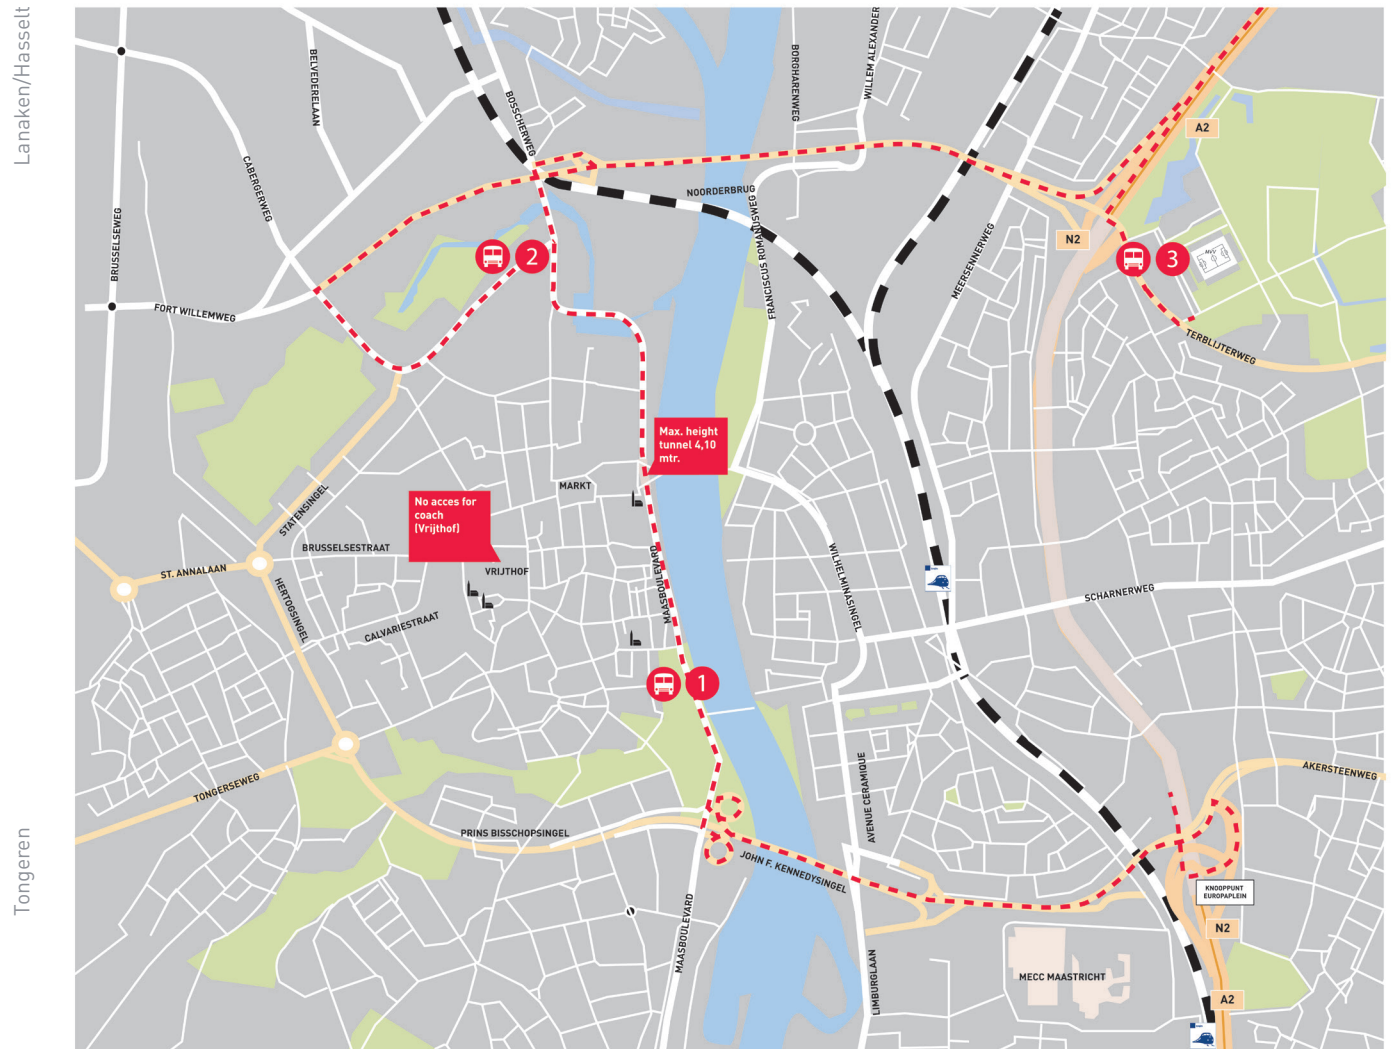 Lanaken/Hasselt
Tongeren
BRUSSELSEWEG
BELVEDERELAAN
CABERGERWEG
BOSSCHERWEG
BORGHARENWEG
WILLEM ALEXANDER
A2
NOORDERBRUG
FRANCISCUS ROMANUSWEG
MEERSENNERWEG
N2
MVV
2
3
FORT WILLEMWEG
TERBLIJTERWEG
Max. height
tunnel 4,10
mtr.
MARKT
No acces for
coach
(Vrijthof)
STATENSINGEL
BRUSSELSESTRAAT
VRIJTHOF
ST. ANNALAAN
HERTOGSINGEL
CALVARIESTRAAT
MAASBOULEVARD
WILHELMINASINGEL
SCHARNERWEG
1
TONGERSEWEG
PRINS BISSCHOPSINGEL
AVENUE CERAMIQUE
AKERSTEENWEG
JOHN F. KENNEDYSINGEL
KNOOPPUNT
EUROPAPLEIN
N2
MAASBOULEVARD
LIMBURGLAAN
MECC MAASTRICHT
A2